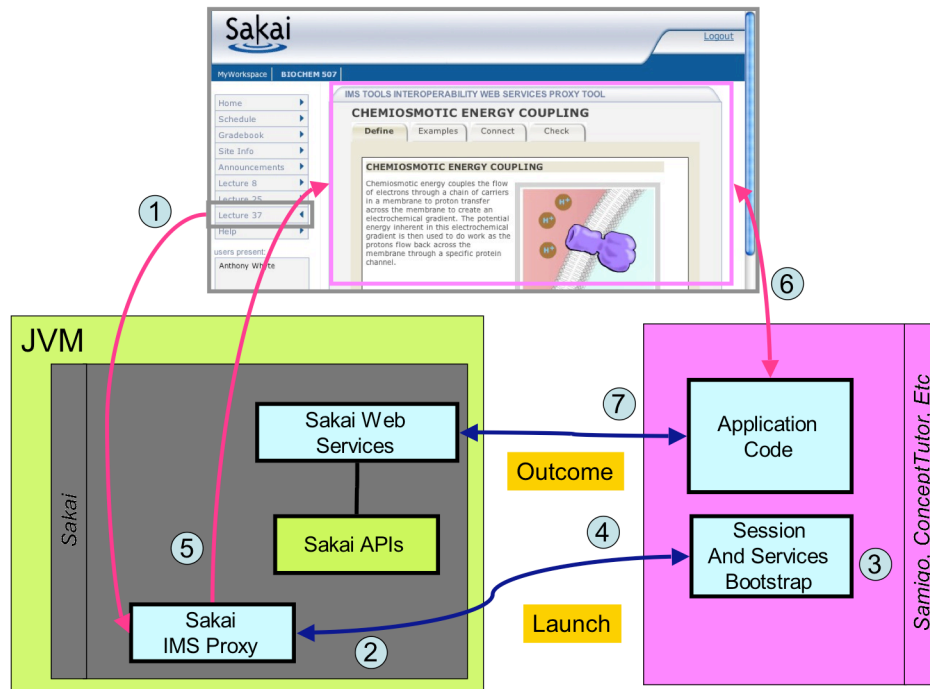 Sakai
Logout
MyWorkspace
BIOCHEM 507
IMS TOOLS INTEROPERABILITY WEB SERVICES PROXY TOOL
Home
Schedule
Gradebook
Site Info
Announcements
Lecture 8
Lecture 25
Lecture 37
Help
users present:
Anthony Whyte
CHEMIOSMOTIC ENERGY COUPLING
Define
Examples
Connect
Check
CHEMIOSMOTIC ENERGY COUPLING
Chemiosmotic energy couples the flow
of electrons through a chain of carriers
in a membrane to proton transfer
across the membrane to create an
electrochemical gradient. The potential
energy inherent in this electrochemical
gradient is then used to do work as the
protons flow back across the
membrane through a specific protein
channel.
H+
H+
H+
1
6
JVM
Sakai
Sakai Web
Services
Sakai APIs
5
Sakai
IMS Proxy
2
7
Outcome
4
Launch
Application
Code
Session
And Services
Bootstrap
3
Samigo, ConceptTutor, Etc